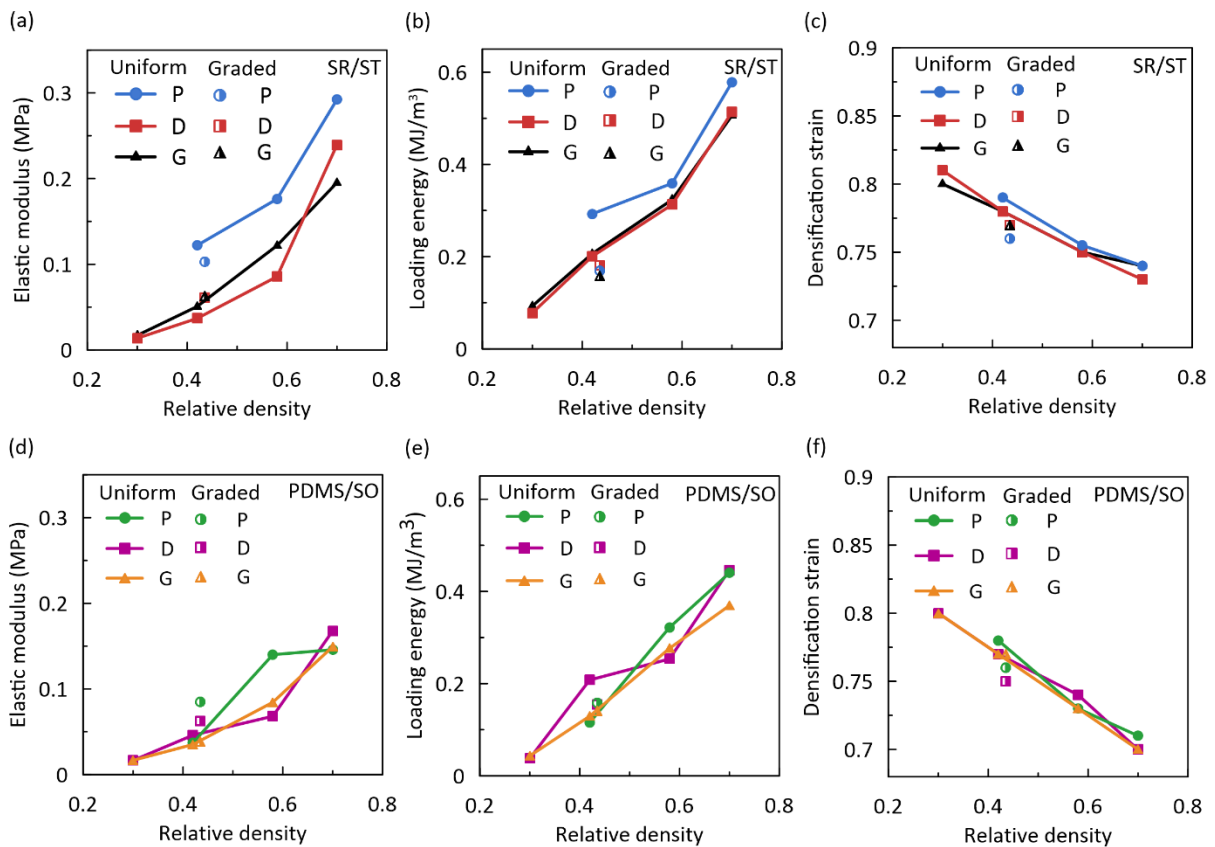 (a)
Uniform Graded SR/ST
P P
D D
G G
0.3
0.2
0.1
0
0.2 0.4 0.6 0.8
Elastic modulus (MPa)
Relative density
(b)
Uniform Graded SR/ST
P P
D D
G G
0.6
0.4
0.2
0
0.2 0.4 0.6 0.8
Loading energy (MJ/m³)
Relative density
(c)
Uniform Graded SR/ST
P P
D D
G G
0.9
0.85
0.8
0.75
0.7
0.2 0.4 0.6 0.8
Densification strain
Relative density
(d)
Uniform Graded PDMS/SO
P P
D D
G G
0.3
0.2
0.1
0
0.2 0.4 0.6 0.8
Elastic modulus (MPa)
Relative density
(e)
Uniform Graded PDMS/SO
P P
D D
G G
0.6
0.4
0.2
0
0.2 0.4 0.6 0.8
Loading energy (MJ/m³)
Relative density
(f)
Uniform Graded PDMS/SO
P P
D D
G G
0.9
0.85
0.8
0.75
0.7
0.2 0.4 0.6 0.8
Densification strain
Relative density